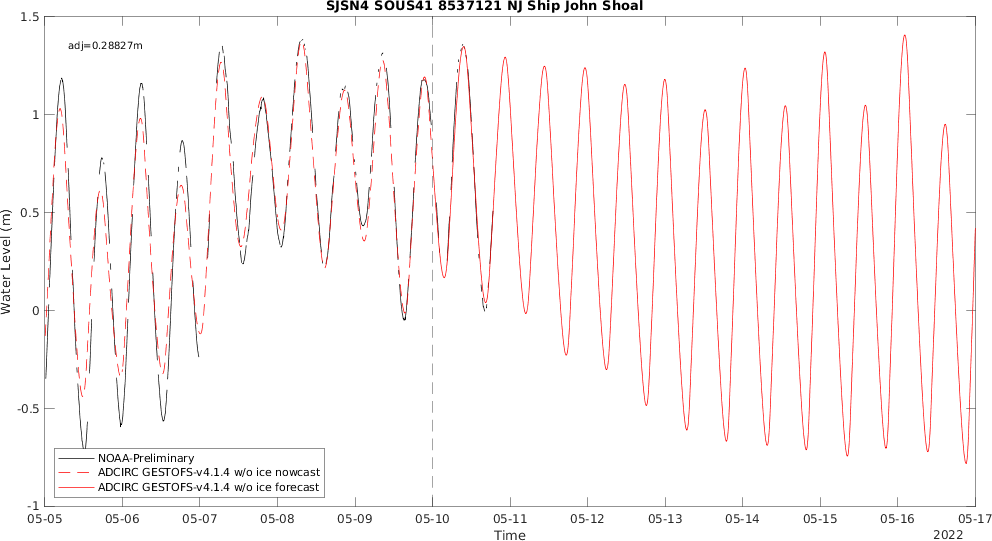 SJSN4 SOUS41 8537121 NJ Ship John Shoal
adj=0.28827m
1.5
1
0.5
0
-0.5
-1
Water Level (m)
NOAA-Preliminary
ADCIRC GESTOFS-v4.1.4 w/o ice nowcast
ADCIRC GESTOFS-v4.1.4 w/o ice forecast
05-05 05-06 05-07 05-08 05-09 05-10 05-11 05-12 05-13 05-14 05-15 05-16 05-17
Time
2022